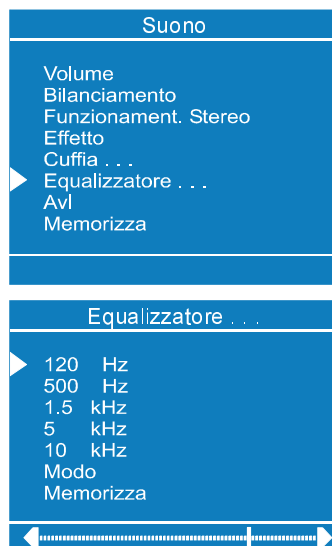 Suono
Volume
Bilanciamento
Funzionament. Stereo
Effetto
Cuffia . . .
Equalizzatore . . .
Avl
Memorizza
Equalizzatore . . .
120 Hz
500 Hz
1.5 kHz
5 kHz
10 kHz
Modo
Memorizza